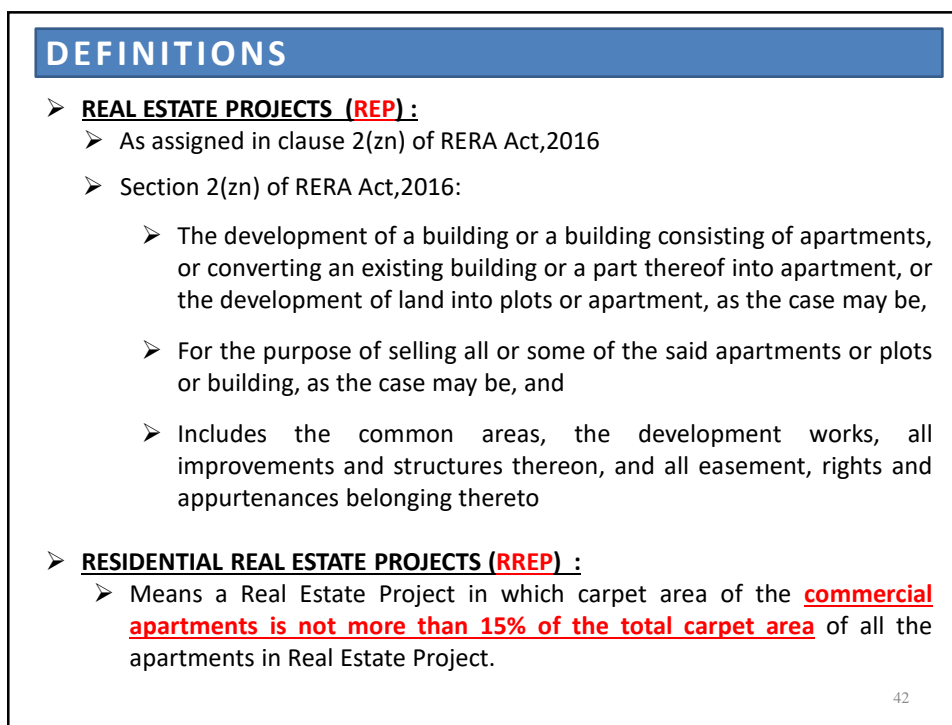 DEFINITIONS
➢ REAL ESTATE PROJECTS (REP) :
➢ As assigned in clause 2(zn) of RERA Act,2016
➢ Section 2(zn) of RERA Act,2016:
➢ The development of a building or a building consisting of apartments,
or converting an existing building or a part thereof into apartment, or
the development of land into plots or apartment, as the case may be,
➢ For the purpose of selling all or some of the said apartments or plots
or building, as the case may be, and
➢ Includes the common areas, the development works, all
improvements and structures thereon, and all easement, rights and
appurtenances belonging thereto
➢ RESIDENTIAL REAL ESTATE PROJECTS (RREP) :
➢ Means a Real Estate Project in which carpet area of the commercial
apartments is not more than 15% of the total carpet area of all the
apartments in Real Estate Project.
42